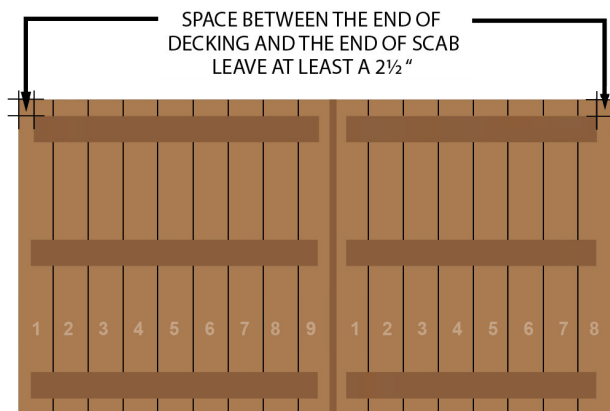 SPACE BETWEEN THE END OF
DECKING AND THE END OF SCAB
LEAVE AT LEAST A 2½“
1 2 3 4 5 6 7 8 9 1 2 3 4 5 6 7 8